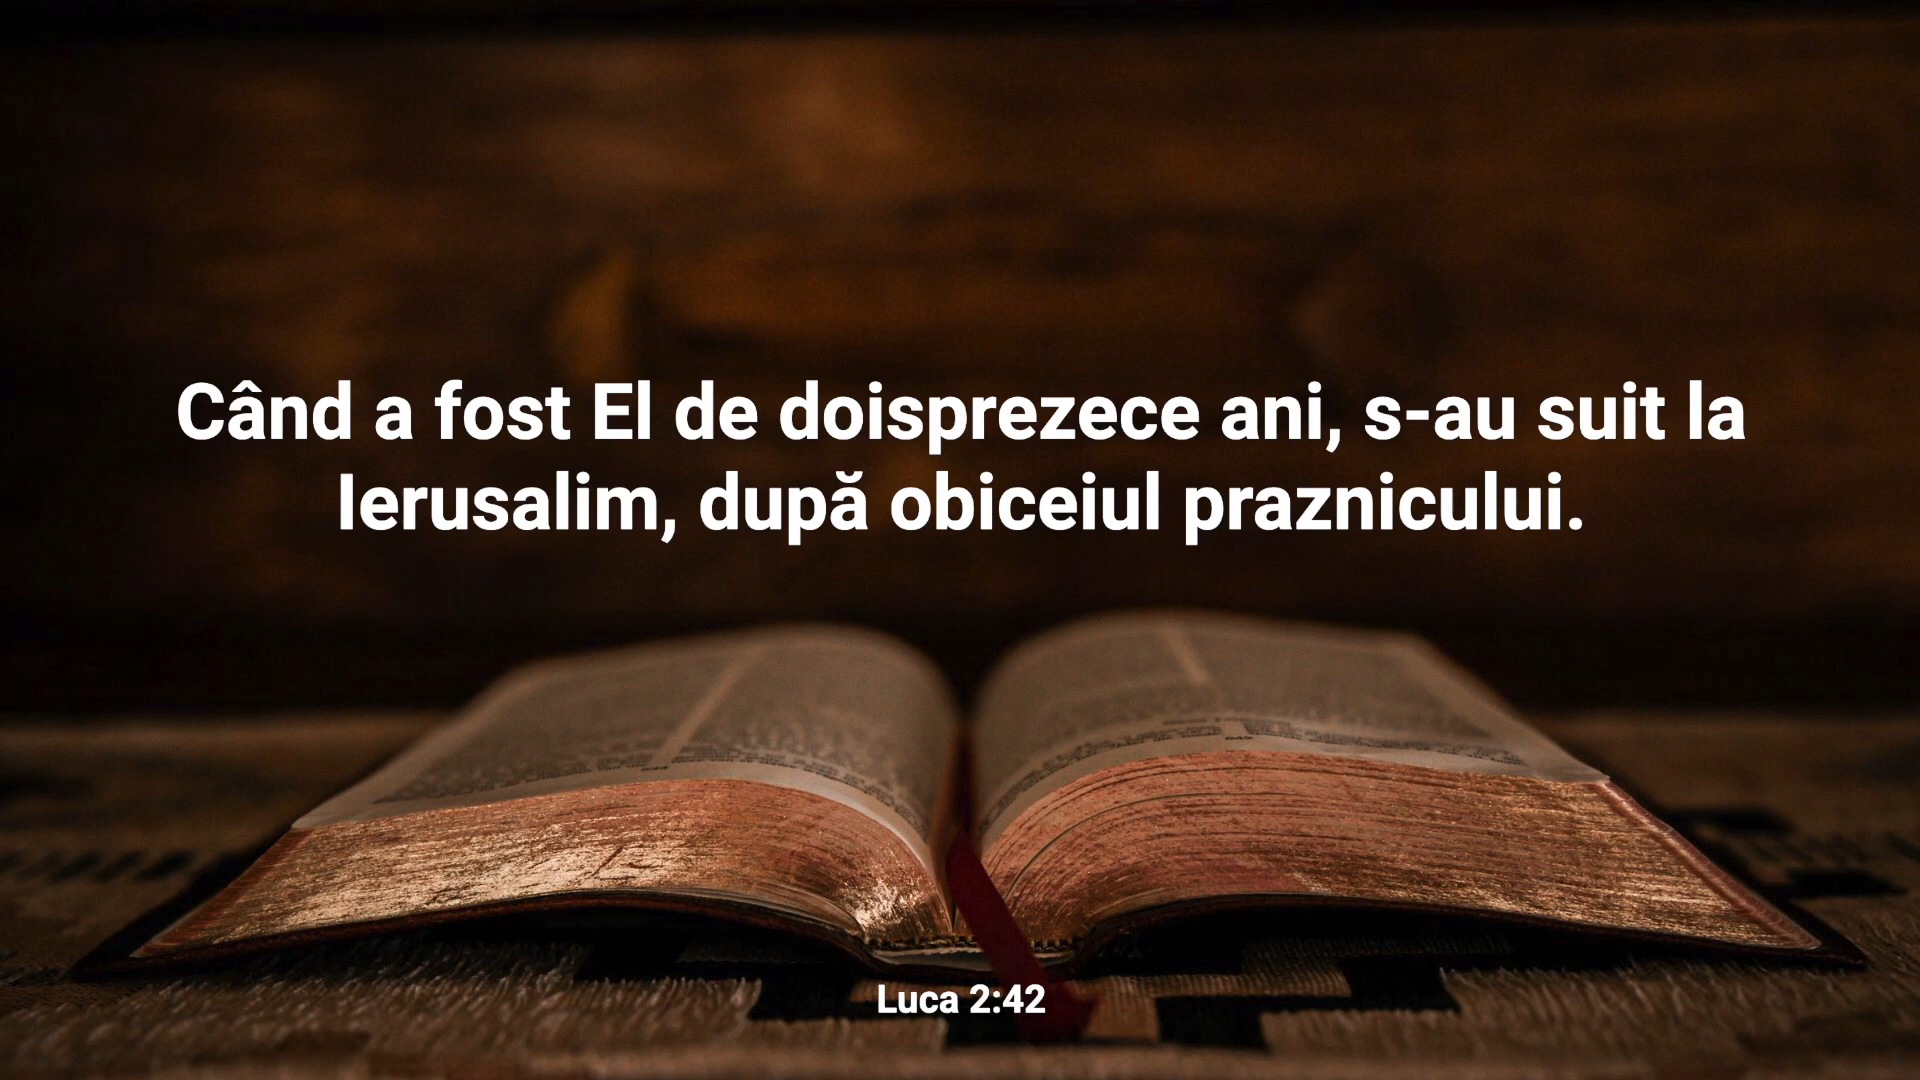 Când a fost El de doisprezece ani, s-au suit la
Ierusalim, după obiceiul praznicului.
Luca 2:42